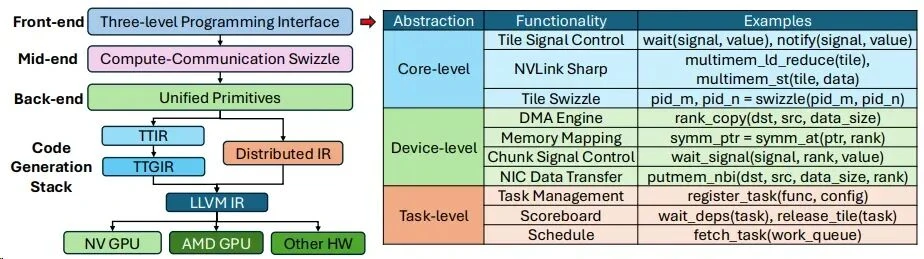 Front-end
Three-level Programming Interface
Mid-end
Compute-Communication Swizzle
Back-end
Unified Primitives
Code
Generation
Stack
TTIR
TTGIR
Distributed IR
LLVM IR
NV GPU
AMD GPU
Other HW
Abstraction Functionality Examples
Core-level
Tile Signal Control wait(signal, value), notify(signal, value)
NVLink Sharp multimem_ld_reduce(tile),
multimem_st(tile, data)
Tile Swizzle pid_m, pid_n = swizzle(pid_m, pid_n)
Device-level
DMA Engine rank_copy(dst, src, data_size)
Memory Mapping symm_ptr = symm_at(ptr, rank)
Chunk Signal Control wait_signal(signal, rank, value)
NIC Data Transfer putmem_nbi(dst, src, data_size, rank)
Task-level
Task Management register_task(func, config)
Scoreboard wait_deps(task), release_tile(task)
Schedule fetch_task(work_queue)